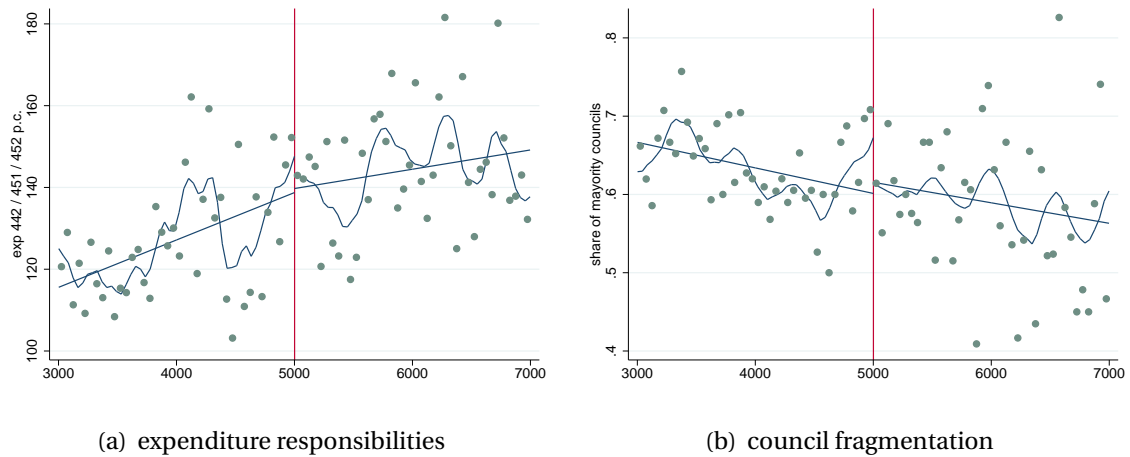 180
160
140
120
100
exp 442 / 451 / 452 p.c.
3000 4000 5000 6000 7000
(a) expenditure responsibilities
.8
.7
.6
.5
.4
share of mayority councils
3000 4000 5000 6000 7000
(b) council fragmentation